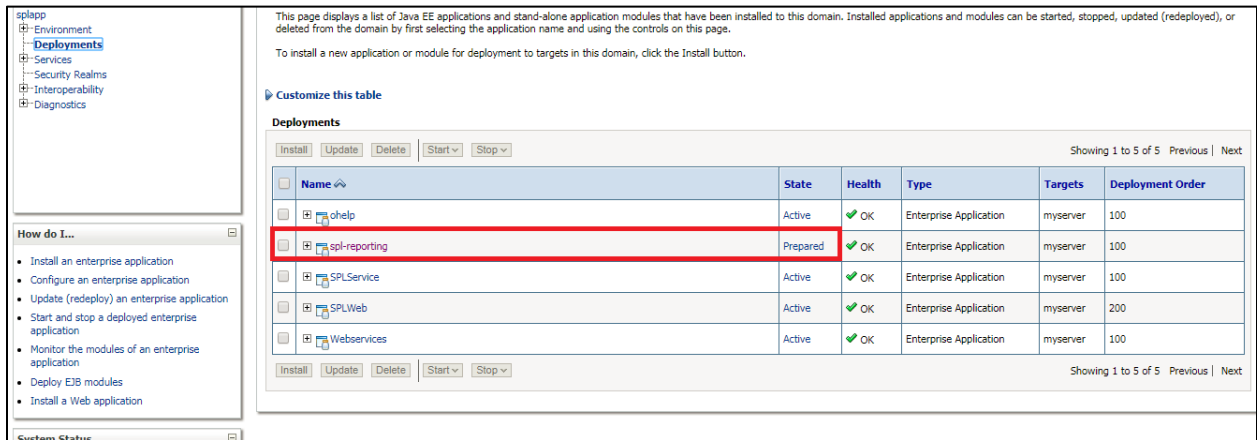 splapp
Environment
Deployments
Services
Security Realms
Interoperability
Diagnostics
How do I...
Install an enterprise application
Configure an enterprise application
Update (redeploy) an enterprise application
Start and stop a deployed enterprise
application
Monitor the modules of an enterprise
application
Deploy EJB modules
Install a Web application
System Status
This page displays a list of Java EE applications and stand-alone application modules that have been installed to this domain. Installed applications and modules can be started, stopped, updated (redeployed), or
deleted from the domain by first selecting the application name and using the controls on this page.
To install a new application or module for deployment to targets in this domain, click the Install button.
Customize this table
Deployments
Install Update Delete Start Stop Showing 1 to 5 of 5 Previous | Next
Name State Health Type Targets Deployment Order
ohelp Active OK Enterprise Application myserver 100
spl-reporting Prepared OK Enterprise Application myserver 100
SPLService Active OK Enterprise Application myserver 100
SPLWeb Active OK Enterprise Application myserver 200
Webservices Active OK Enterprise Application myserver 100
Install Update Delete Start Stop Showing 1 to 5 of 5 Previous | Next